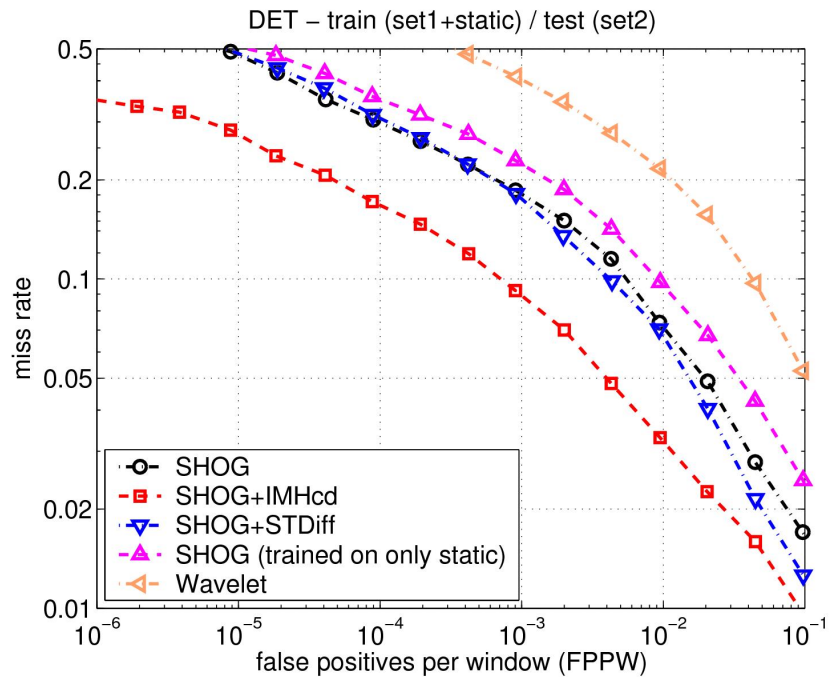 DET − train (set1+static) / test (set2)
0.5
0.2
0.1
0.05
0.02
0.01
miss rate
SHOG
SHOG+IMHcd
SHOG+STDiff
SHOG (trained on only static)
Wavelet
10⁻⁶ 10⁻⁵ 10⁻⁴ 10⁻³ 10⁻² 10⁻¹
false positives per window (FPPW)